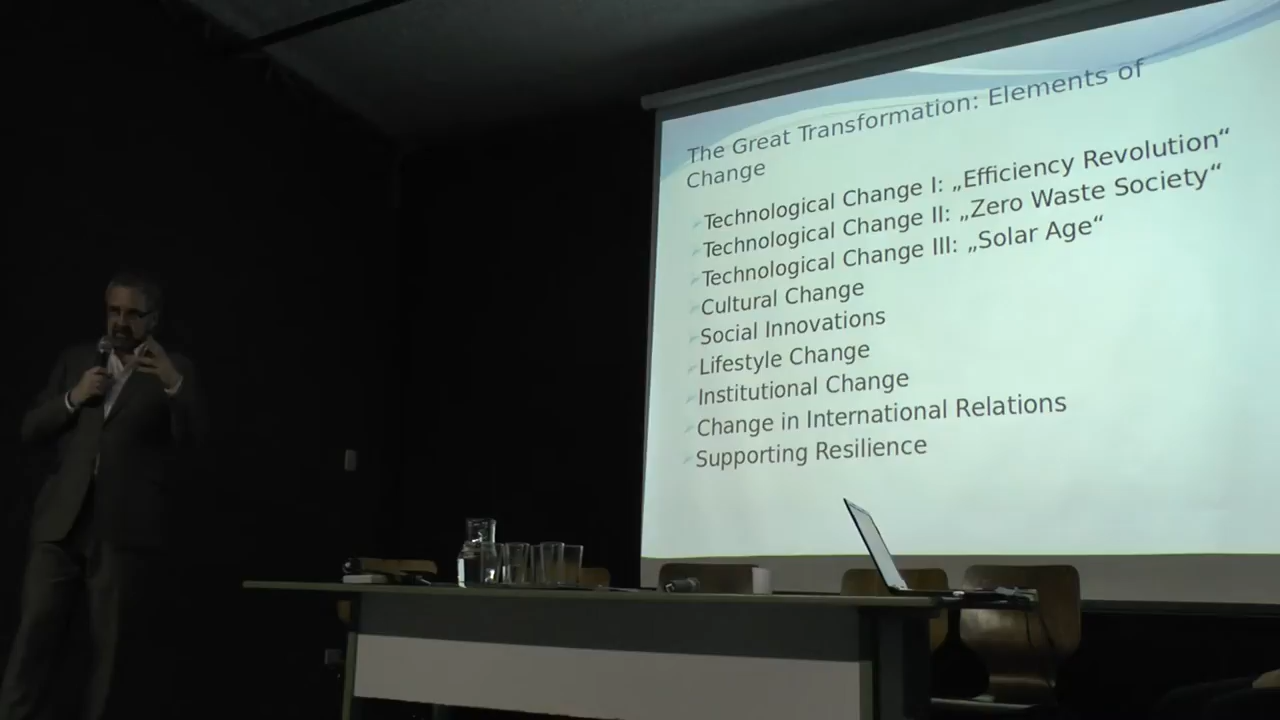 The Great Transformation: Elements of
Change
Technological Change I: „Efficiency Revolution“
Technological Change II: „Zero Waste Society“
Technological Change III: „Solar Age“
Cultural Change
Social Innovations
Lifestyle Change
Institutional Change
Change in International Relations
Supporting Resilience